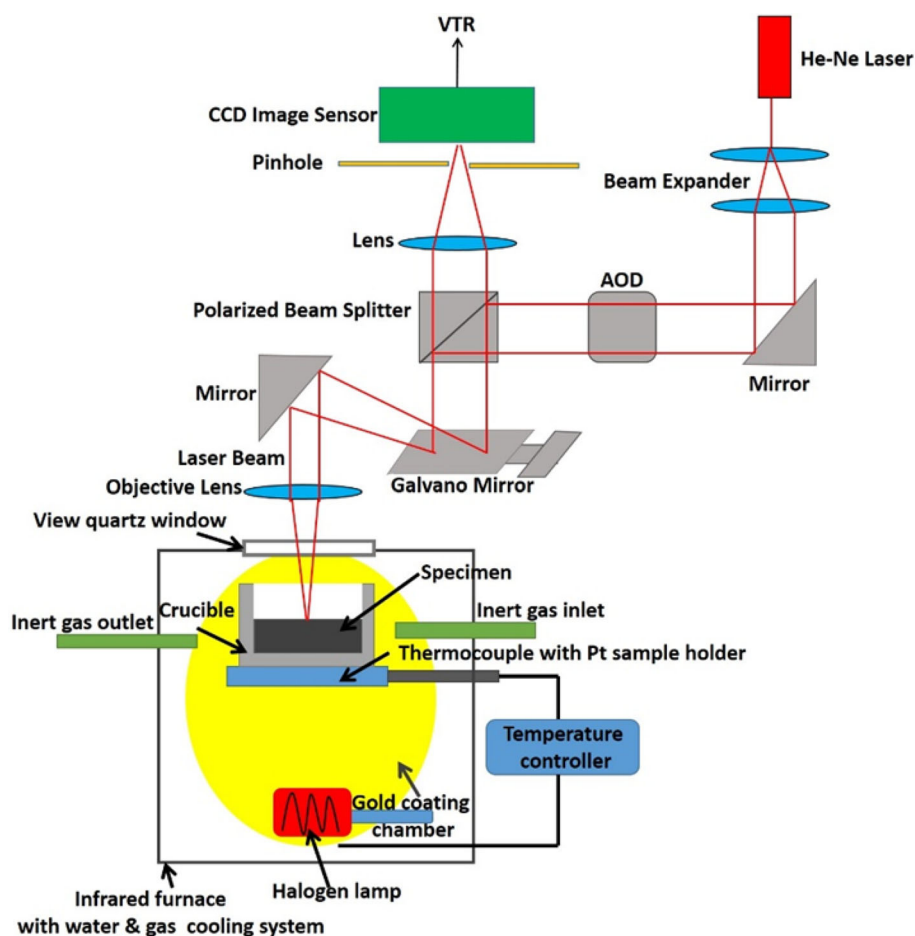 VTR
He-Ne Laser
CCD Image Sensor
Pinhole
Beam Expander
Lens
AOD
Polarized Beam Splitter
Mirror
Mirror
Laser Beam
Galvano Mirror
Objective Lens
View quartz window
Specimen
Crucible
Inert gas inlet
Inert gas outlet
Thermocouple with Pt sample holder
Temperature
controller
Gold coating
chamber
Halogen lamp
Infrared furnace
with water & gas cooling system